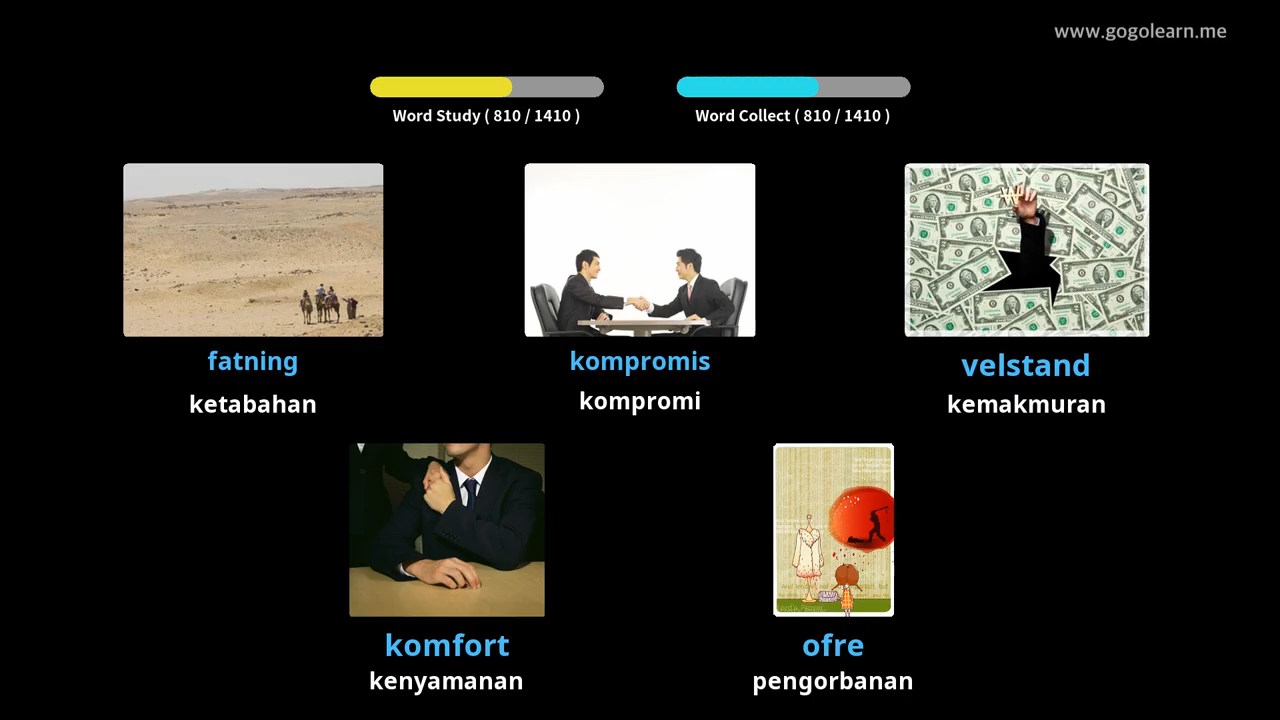 www.gogolearn.me
Word Study ( 810 / 1410 )
Word Collect ( 810 / 1410 )
fatning
ketabahan
kompromis
kompromi
velstand
kemakmuran
komfort
kenyamanan
ofre
pengorbanan